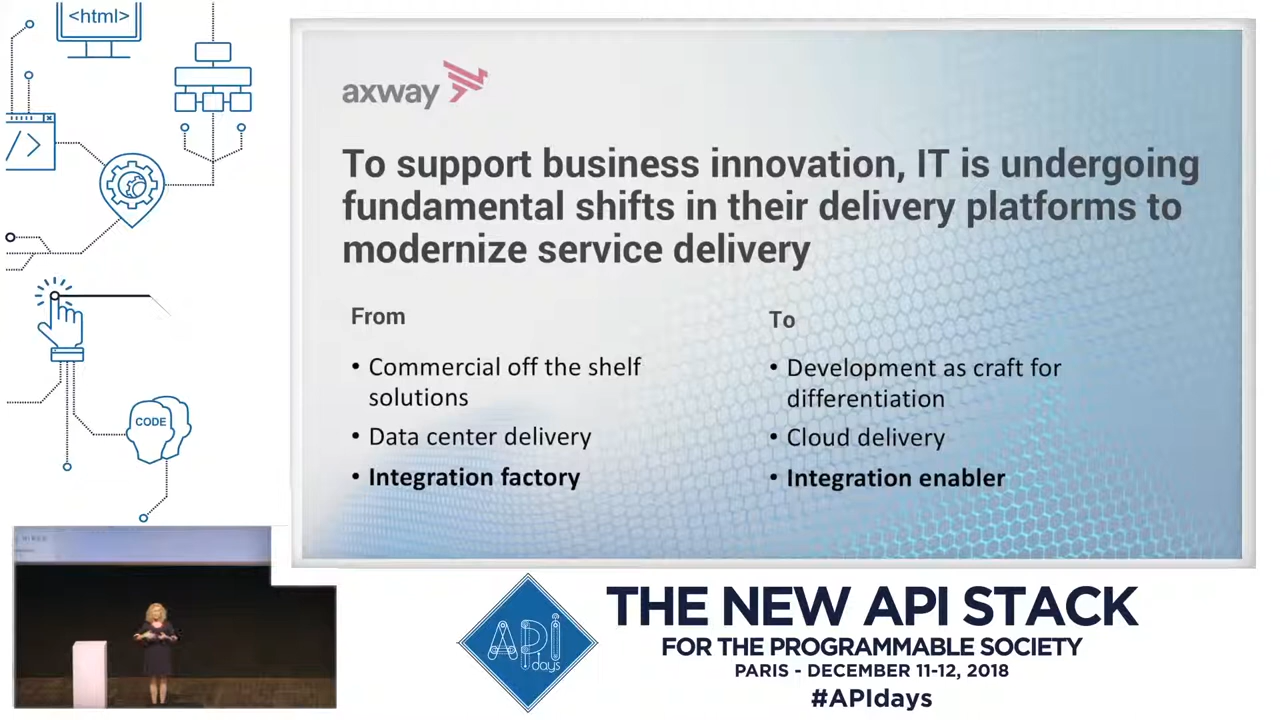 <html>
</>
CODE
axway
To support business innovation, IT is undergoing
fundamental shifts in their delivery platforms to
modernize service delivery
From
• Commercial off the shelf
solutions
• Data center delivery
• Integration factory
To
• Development as craft for
differentiation
• Cloud delivery
• Integration enabler
API
days
THE NEW API STACK
FOR THE PROGRAMMABLE SOCIETY
PARIS - DECEMBER 11-12, 2018
#APIdays